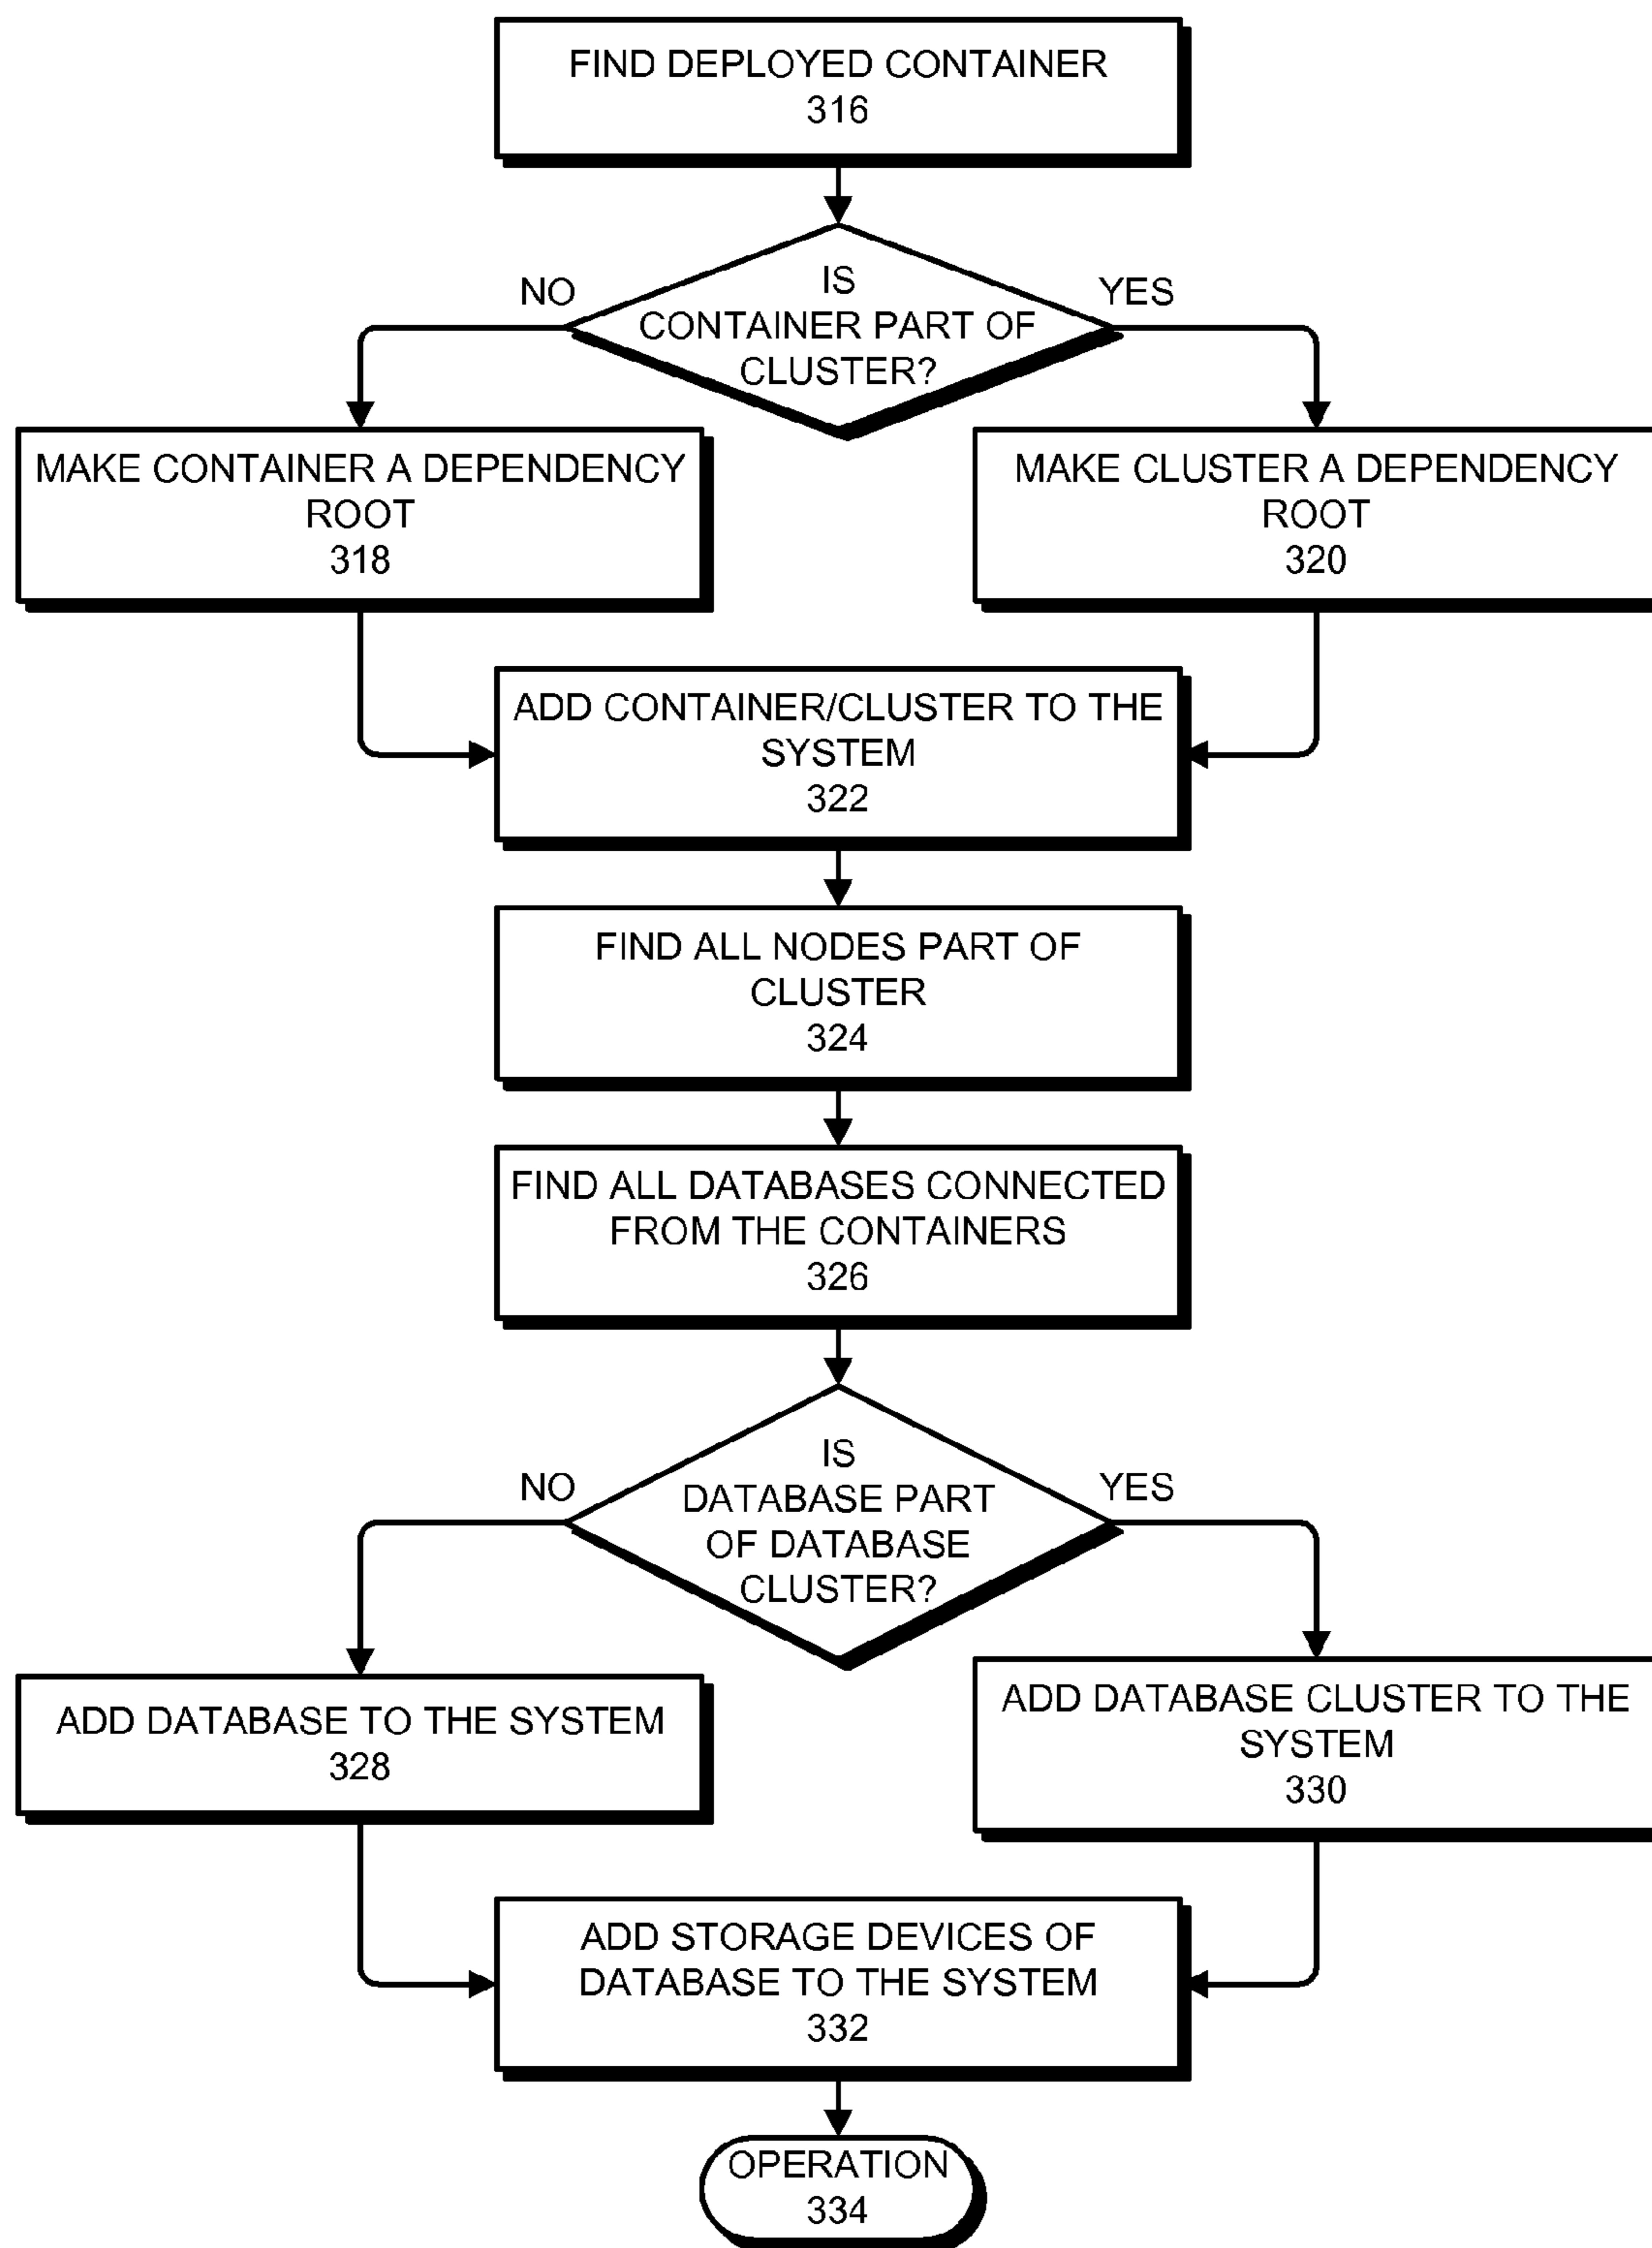 FIND DEPLOYED CONTAINER
316
IS
CONTAINER PART OF
CLUSTER?
NO
YES
MAKE CONTAINER A DEPENDENCY
ROOT
318
MAKE CLUSTER A DEPENDENCY
ROOT
320
ADD CONTAINER/CLUSTER TO THE
SYSTEM
322
FIND ALL NODES PART OF
CLUSTER
324
FIND ALL DATABASES CONNECTED
FROM THE CONTAINERS
326
IS
DATABASE PART
OF DATABASE
CLUSTER?
NO
YES
ADD DATABASE TO THE SYSTEM
328
ADD DATABASE CLUSTER TO THE
SYSTEM
330
ADD STORAGE DEVICES OF
DATABASE TO THE SYSTEM
332
OPERATION
334